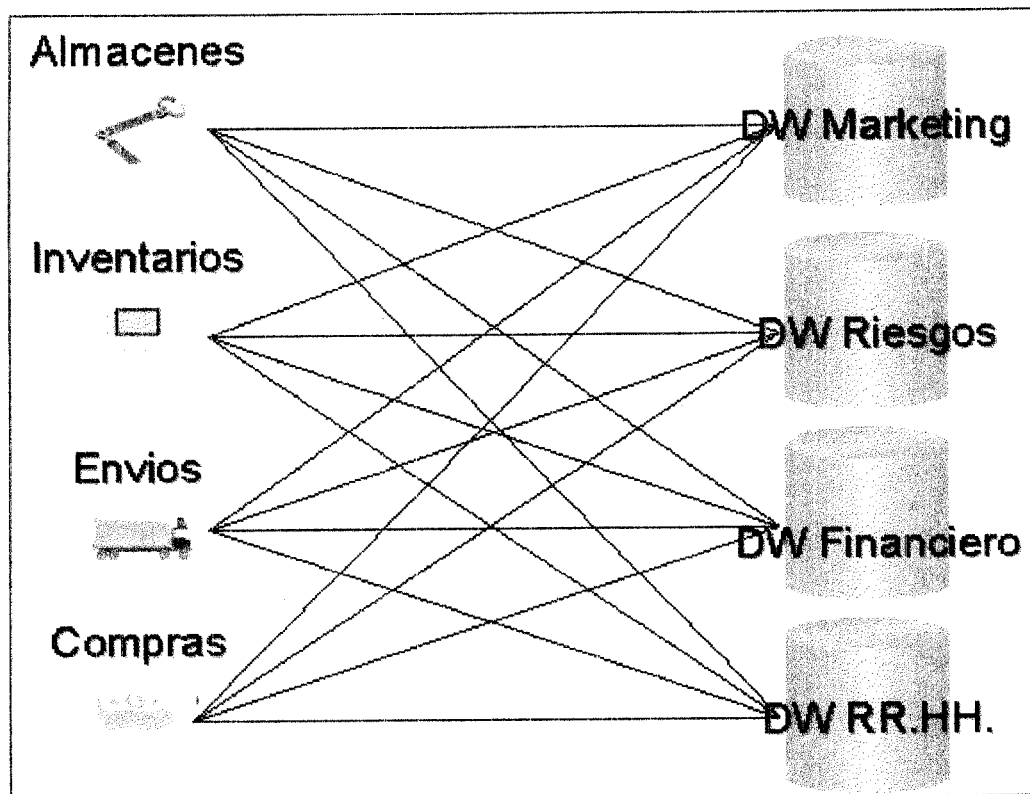 Almacenes
DW Marketing
Inventarios
DW Riesgos
Envios
DW Financiero
Compras
DW RR.HH.